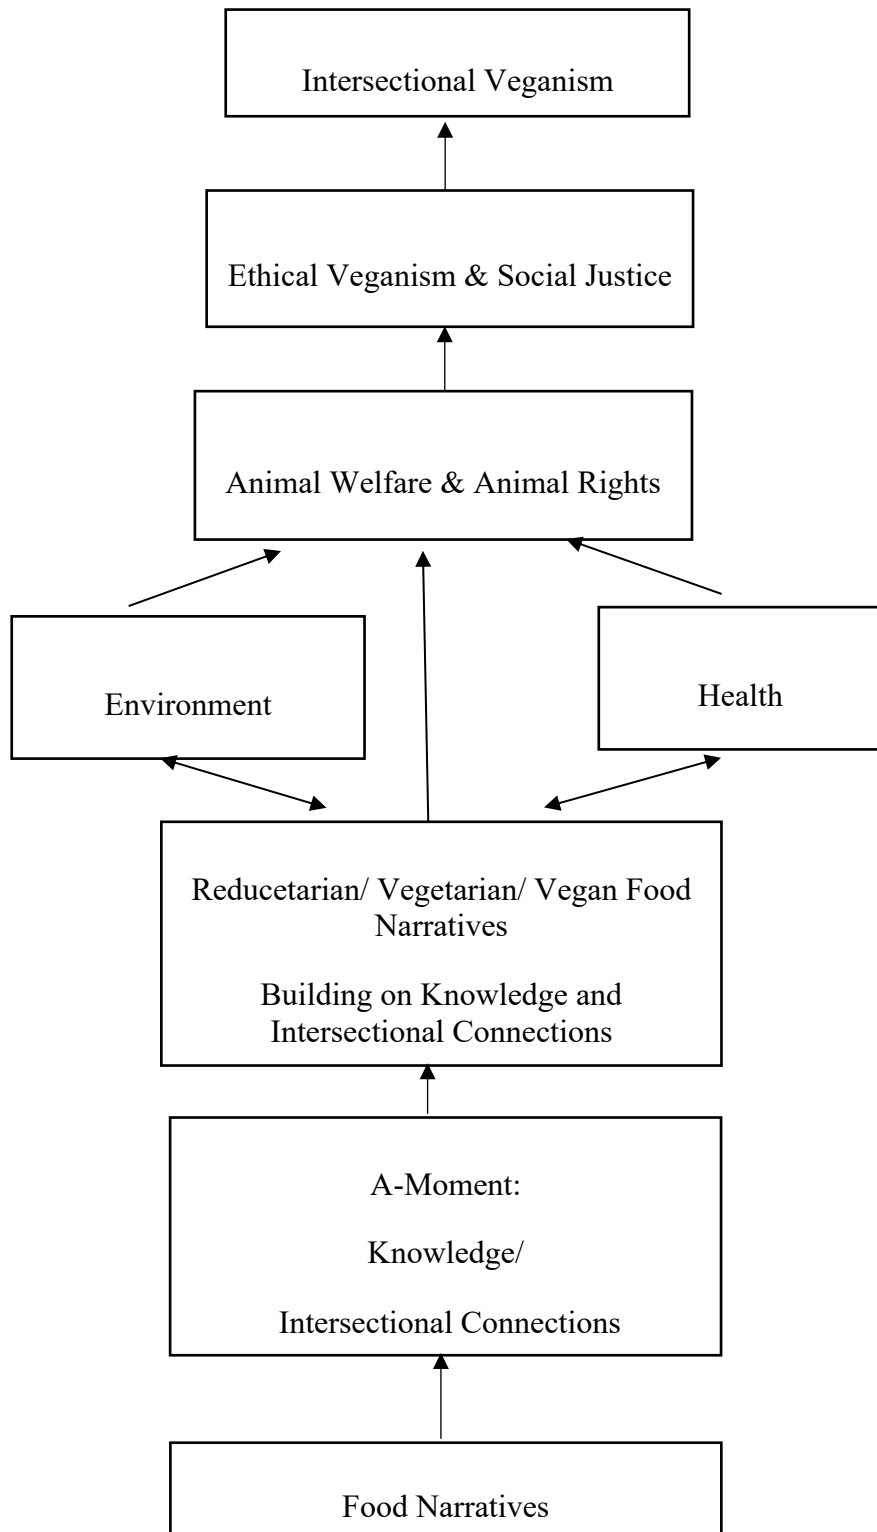 Intersectional Veganism
Ethical Veganism & Social Justice
Animal Welfare & Animal Rights
Environment
Health
Reducetarian/ Vegetarian/ Vegan Food
Narratives
Building on Knowledge and
Intersectional Connections
A-Moment:
Knowledge/
Intersectional Connections
Food Narratives